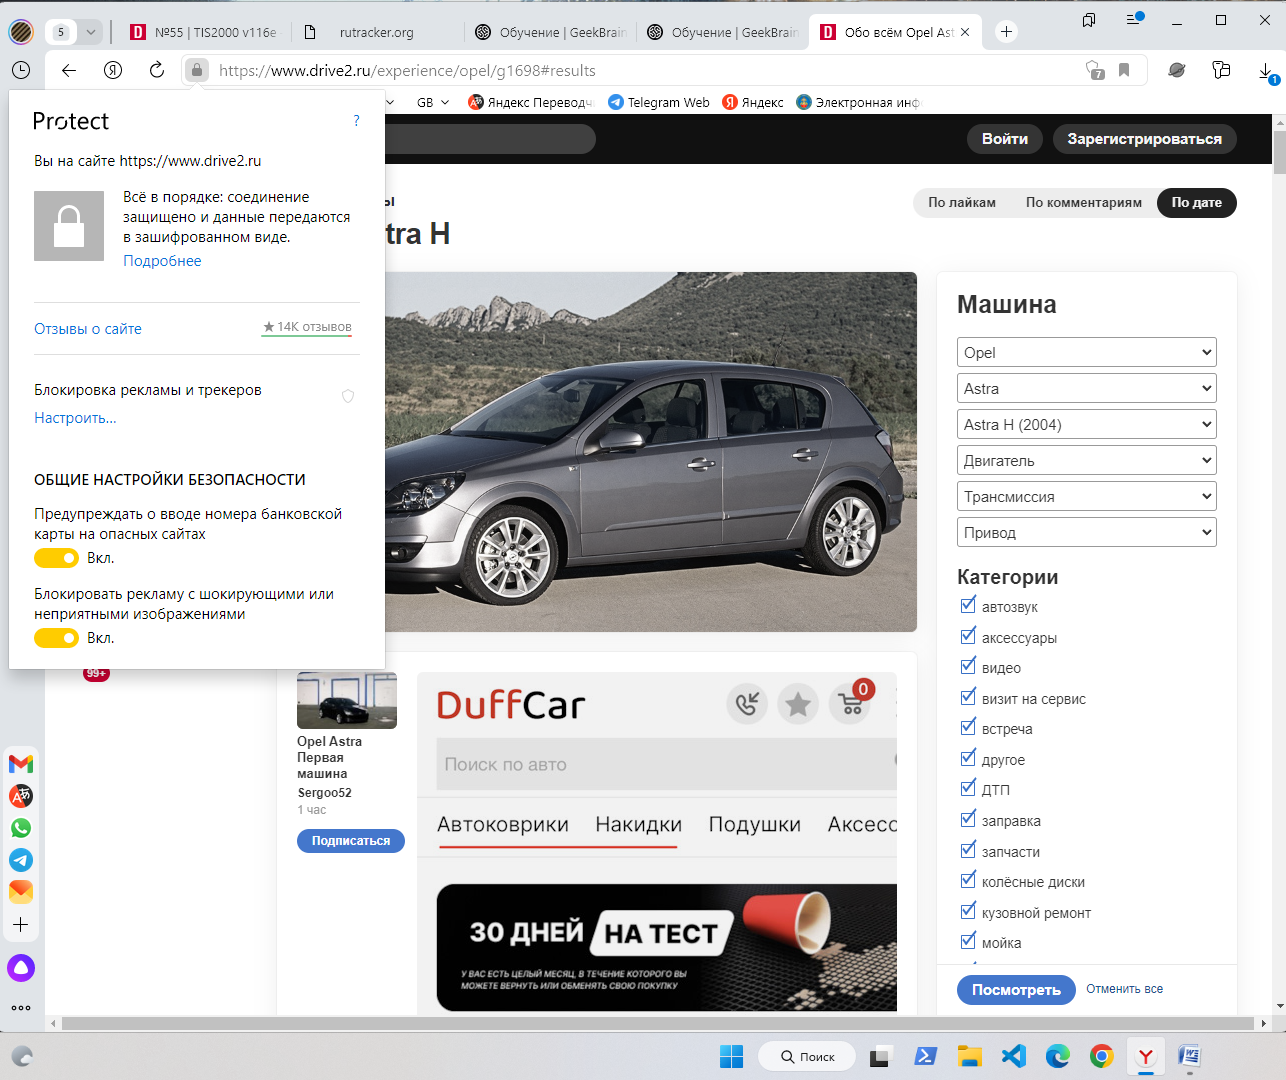 5
№55 | TIS2000 v116e
rutracker.org
Обучение | GeekBrain
Обучение | GeekBrain
Обо всём Opel Ast
https://www.drive2.ru/experience/opel/g1698#results
7
1
GB
Яндекс Переводч
Telegram Web
Яндекс
Электронная инф
Protect
?
Вы на сайте https://www.drive2.ru
Всё в порядке: соединение
защищено и данные передаются
в зашифрованном виде.
Подробнее
Отзывы о сайте
14K отзывов
Блокировка рекламы и трекеров
Настроить...
ОБЩИЕ НАСТРОЙКИ БЕЗОПАСНОСТИ
Предупреждать о вводе номера банковской
карты на опасных сайтах
Вкл.
Блокировать рекламу с шокирующими или
неприятными изображениями
Вкл.
99+
Войти
Зарегистрироваться
ы
tra H
По лайкам
По комментариям
По дате
Машина
Opel
Astra
Astra H (2004)
Двигатель
Трансмиссия
Привод
Категории
автозвук
аксессуары
видео
визит на сервис
встреча
другое
ДТП
заправка
запчасти
колёсные диски
кузовной ремонт
мойка
Посмотреть
Отменить все
Opel Astra
Первая
машина
Sergoo52
1 час
Подписаться
DuffCar
0
Поиск по авто
Автоковрики
Накидки
Подушки
Аксесс
30 ДНЕЙ НА ТЕСТ
У ВАС ЕСТЬ ЦЕЛЫЙ МЕСЯЦ, В ТЕЧЕНИЕ КОТОРОГО ВЫ
МОЖЕТЕ ВЕРНУТЬ ИЛИ ОБМЕНЯТЬ СВОЮ ПОКУПКУ
Поиск